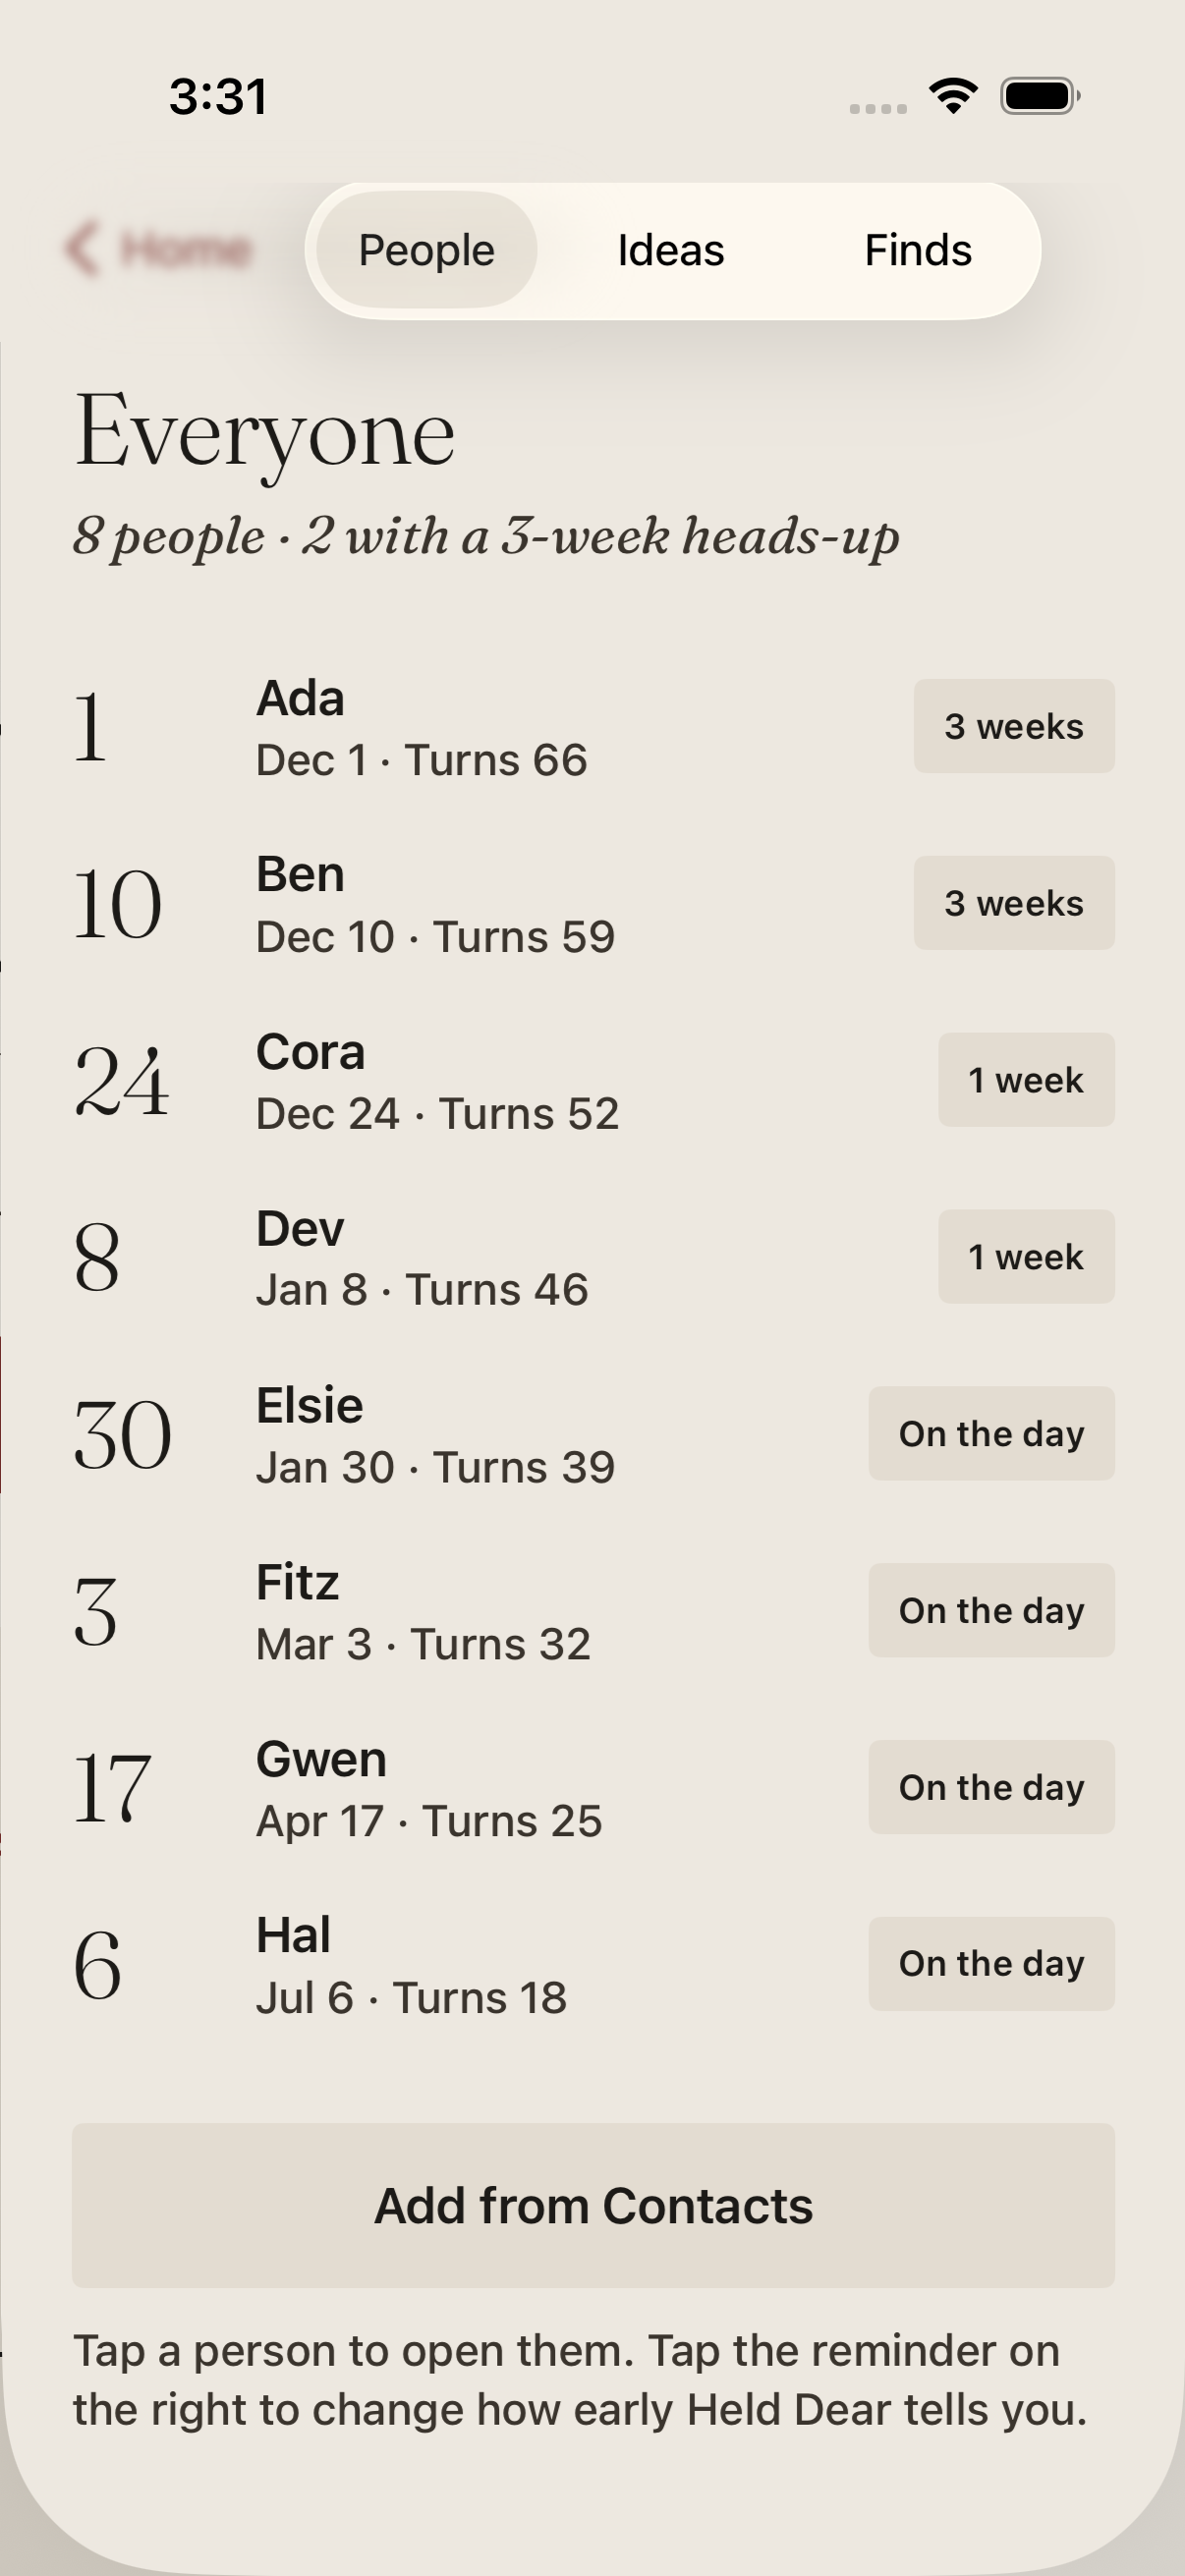 3:31
Home
People
Ideas
Finds
Everyone
8 people · 2 with a 3-week heads-up
1
Ada
Dec 1 · Turns 66
3 weeks
10
Ben
Dec 10 · Turns 59
3 weeks
24
Cora
Dec 24 · Turns 52
1 week
8
Dev
Jan 8 · Turns 46
1 week
30
Elsie
Jan 30 · Turns 39
On the day
3
Fitz
Mar 3 · Turns 32
On the day
17
Gwen
Apr 17 · Turns 25
On the day
6
Hal
Jul 6 · Turns 18
On the day
Add from Contacts
Tap a person to open them. Tap the reminder on
the right to change how early Held Dear tells you.